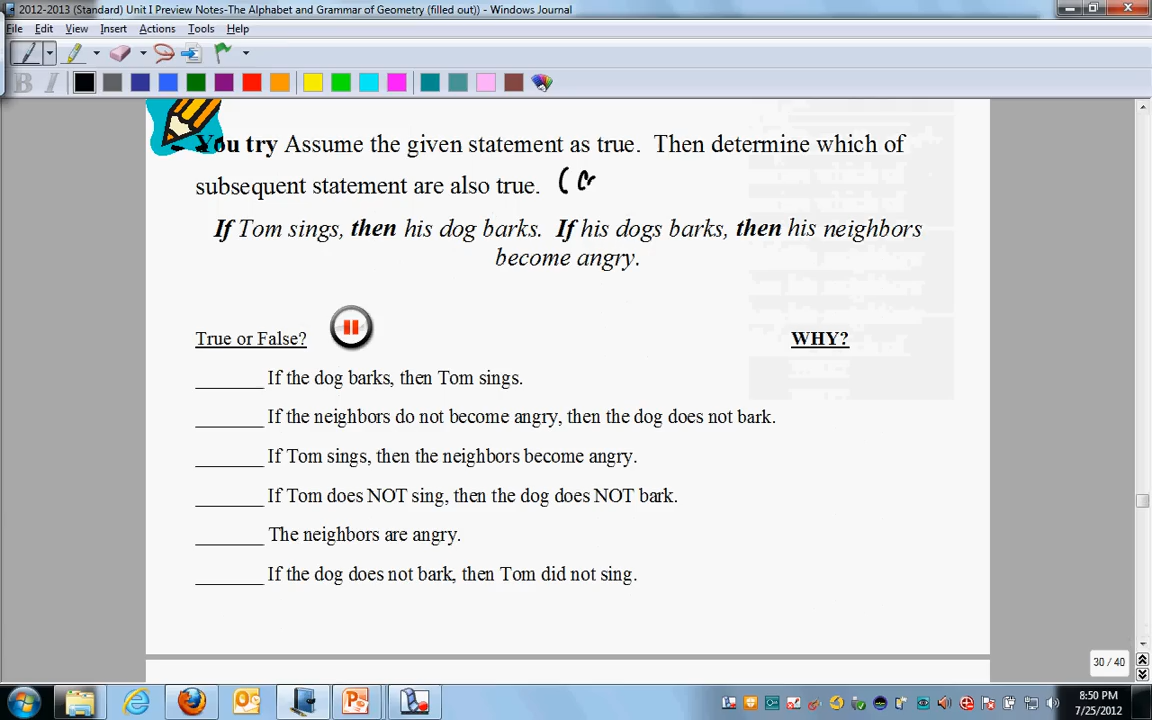 2012-2013 (Standard) Unit I Preview Notes-The Alphabet and Grammar of Geometry (filled out)) - Windows Journal
File Edit View Insert Actions Tools Help
B I
You try Assume the given statement as true. Then determine which of
subsequent statement are also true. (
If Tom sings, then his dog barks. If his dogs barks, then his neighbors
become angry.
True or False? WHY?
_______ If the dog barks, then Tom sings.
_______ If the neighbors do not become angry, then the dog does not bark.
_______ If Tom sings, then the neighbors become angry.
_______ If Tom does NOT sing, then the dog does NOT bark.
_______ The neighbors are angry.
_______ If the dog does not bark, then Tom did not sing.
30 / 40
8:50 PM
7/25/2012